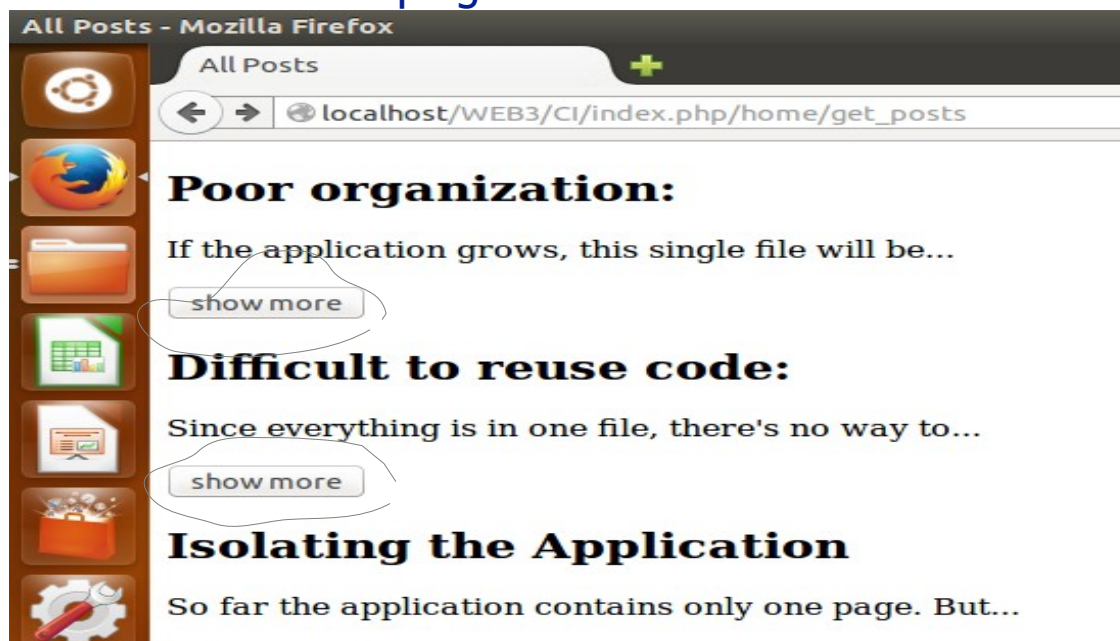 All Posts - Mozilla Firefox
All Posts
localhost/WEB3/CI/index.php/home/get_posts
Poor organization:
If the application grows, this single file will be...
show more
Difficult to reuse code:
Since everything is in one file, there's no way to...
show more
Isolating the Application
So far the application contains only one page. But...